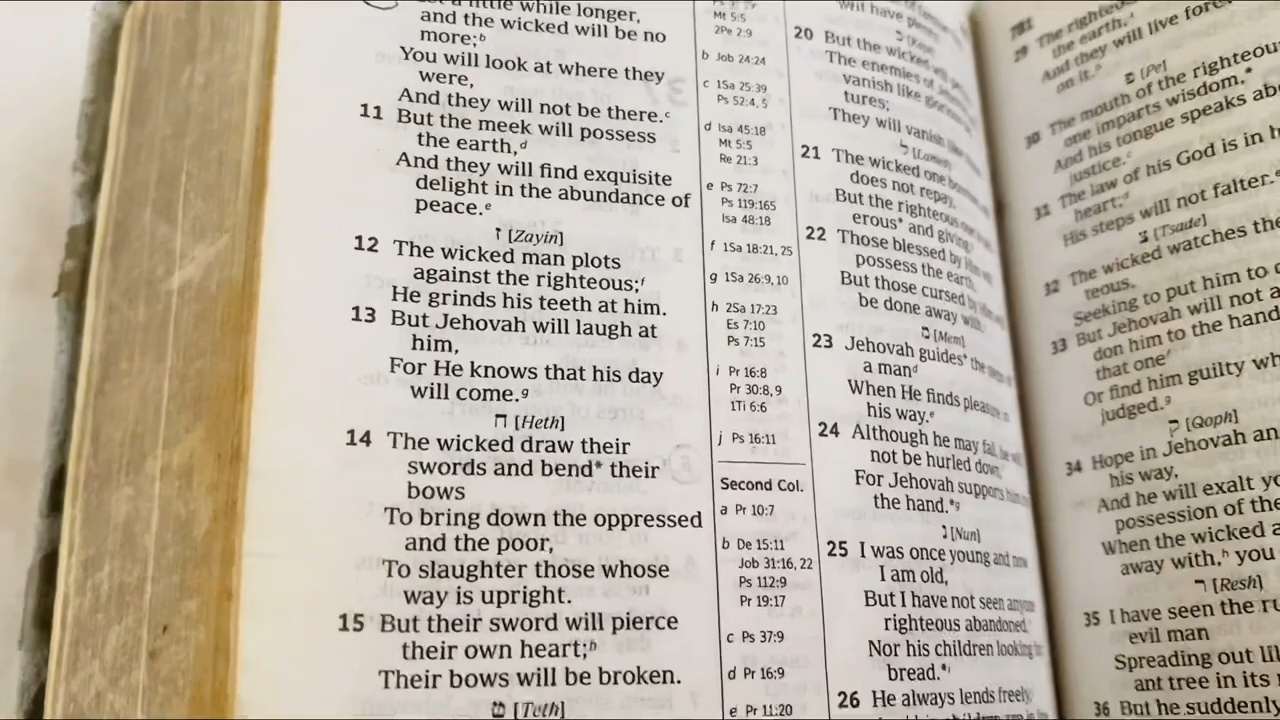 a little while longer,
and the wicked will be no
more;b
You will look at where they
were,
And they will not be there.c
11 But the meek will possess
the earth,d
And they will find exquisite
delight in the abundance of
peace.e
ז [Zayin]
12 The wicked man plots
against the righteous;f
He grinds his teeth at him.
13 But Jehovah will laugh at
him,
For He knows that his day
will come.g
ח [Heth]
14 The wicked draw their
swords and bend* their
bows
To bring down the oppressed
and the poor,
To slaughter those whose
way is upright.
15 But their sword will pierce
their own heart;h
Their bows will be broken.
ט [Teth]
Mt 5:5
2Pe 2:9
b Job 24:24
c 1Sa 25:39
Ps 52:4, 5
d Isa 45:18
Mt 5:5
Re 21:3
e Ps 72:7
Ps 119:165
Isa 48:18
f 1Sa 18:21, 25
g 1Sa 26:9, 10
h 2Sa 17:23
Es 7:10
Ps 7:15
i Pr 16:8
Pr 30:8, 9
1Ti 6:6
j Ps 16:11
Second Col.
a Pr 10:7
b De 15:11
Job 31:16, 22
Ps 112:9
Pr 19:17
c Ps 37:9
d Pr 16:9
e Pr 11:20
will have
20 But the wicked
The enemies of
vanish like
tures;
They will vanish like
ל [Lamed]
21 The wicked one
does not repay,
But the righteous
erous* and giving.
22 Those blessed by
possess the earth,
But those cursed by
be done away with.
מ [Mem]
23 Jehovah guides* the
a mand
When He finds pleasure in
his way.e
24 Although he may fall, he will
not be hurled down,
For Jehovah supports him
the hand.*g
נ [Nun]
25 I was once young and now
I am old,
But I have not seen anyone
righteous abandoned,
Nor his children looking
bread.*i
26 He always lends freely,
781
29 The righteous
the earth,
And they will live
on it.
פ [Pe]
30 The mouth of the
one imparts wisdom,*
And his tongue speaks
justice.c
31 The law of his God is in
heart;d
His steps will not falter.e
צ [Tsade]
32 The wicked watches the
teous,
Seeking to put him to
33 But Jehovah will not
don him to the hand
that onef
Or find him guilty
judged.g
ק [Qoph]
34 Hope in Jehovah
his way,
And he will exalt
possession of the
When the wicked
away with,h you
ר [Resh]
35 I have seen the
evil man
Spreading out
ant tree in its
36 But he suddenly